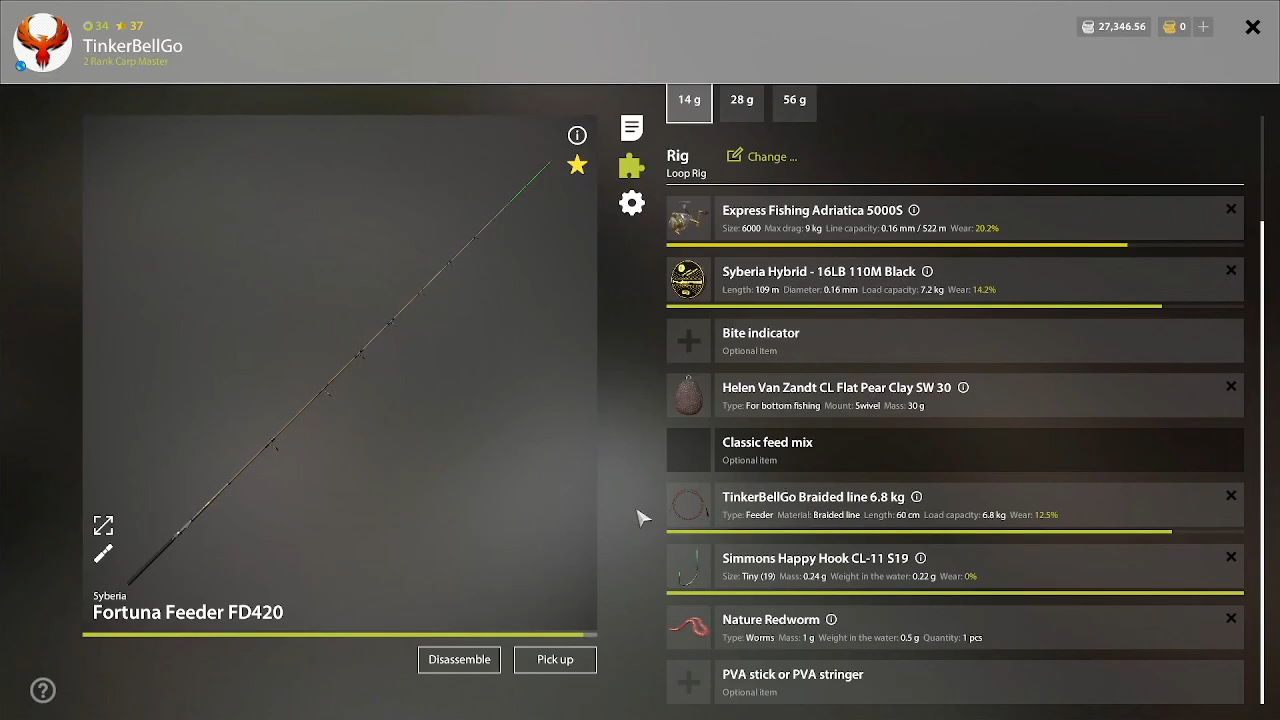 34 37
TinkerBellGo
2 Rank Carp Master
27,346.56
0
14 g
28 g
56 g
Rig
Change ...
Loop Rig
Express Fishing Adriatica 5000S
Size: 6000 Max drag: 9 kg Line capacity: 0.16 mm / 522 m Wear: 20.2%
Syberia Hybrid - 16LB 110M Black
Length: 109 m Diameter: 0.16 mm Load capacity: 7.2 kg Wear: 14.2%
Bite indicator
Optional item
Helen Van Zandt CL Flat Pear Clay SW 30
Type: For bottom fishing Mount: Swivel Mass: 30 g
Classic feed mix
Optional item
TinkerBellGo Braided line 6.8 kg
Type: Feeder Material: Braided line Length: 60 cm Load capacity: 6.8 kg Wear: 12.5%
Simmons Happy Hook CL-11 S19
Size: Tiny (19) Mass: 0.24 g Weight in the water: 0.22 g Wear: 0%
Nature Redworm
Type: Worms Mass: 1 g Weight in the water: 0.5 g Quantity: 1 pcs
PVA stick or PVA stringer
Optional item
Syberia
Fortuna Feeder FD420
Disassemble
Pick up